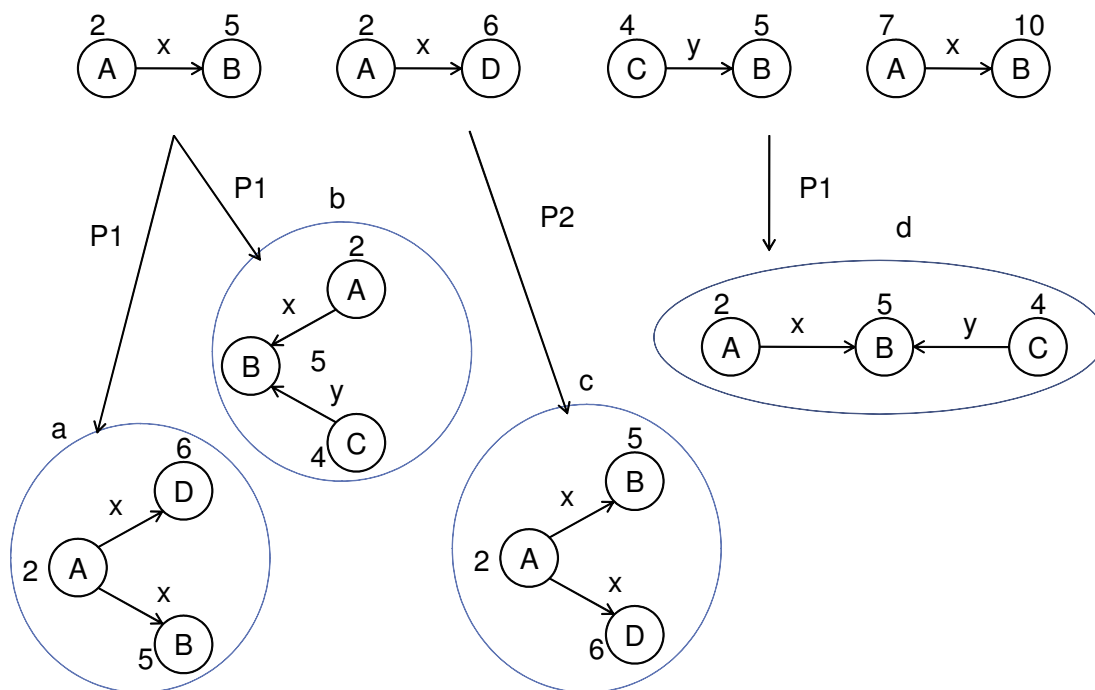 2 5 2 6 4 5 7 10
A x B A x D C y B A x B
P1 P1 b P2 P1
d
2
A
x
B 5
y
4 C
2 5 4
A x B y C
c
a
6
D
x
2 A
x
5 B
5
B
x
2 A
x
6 D